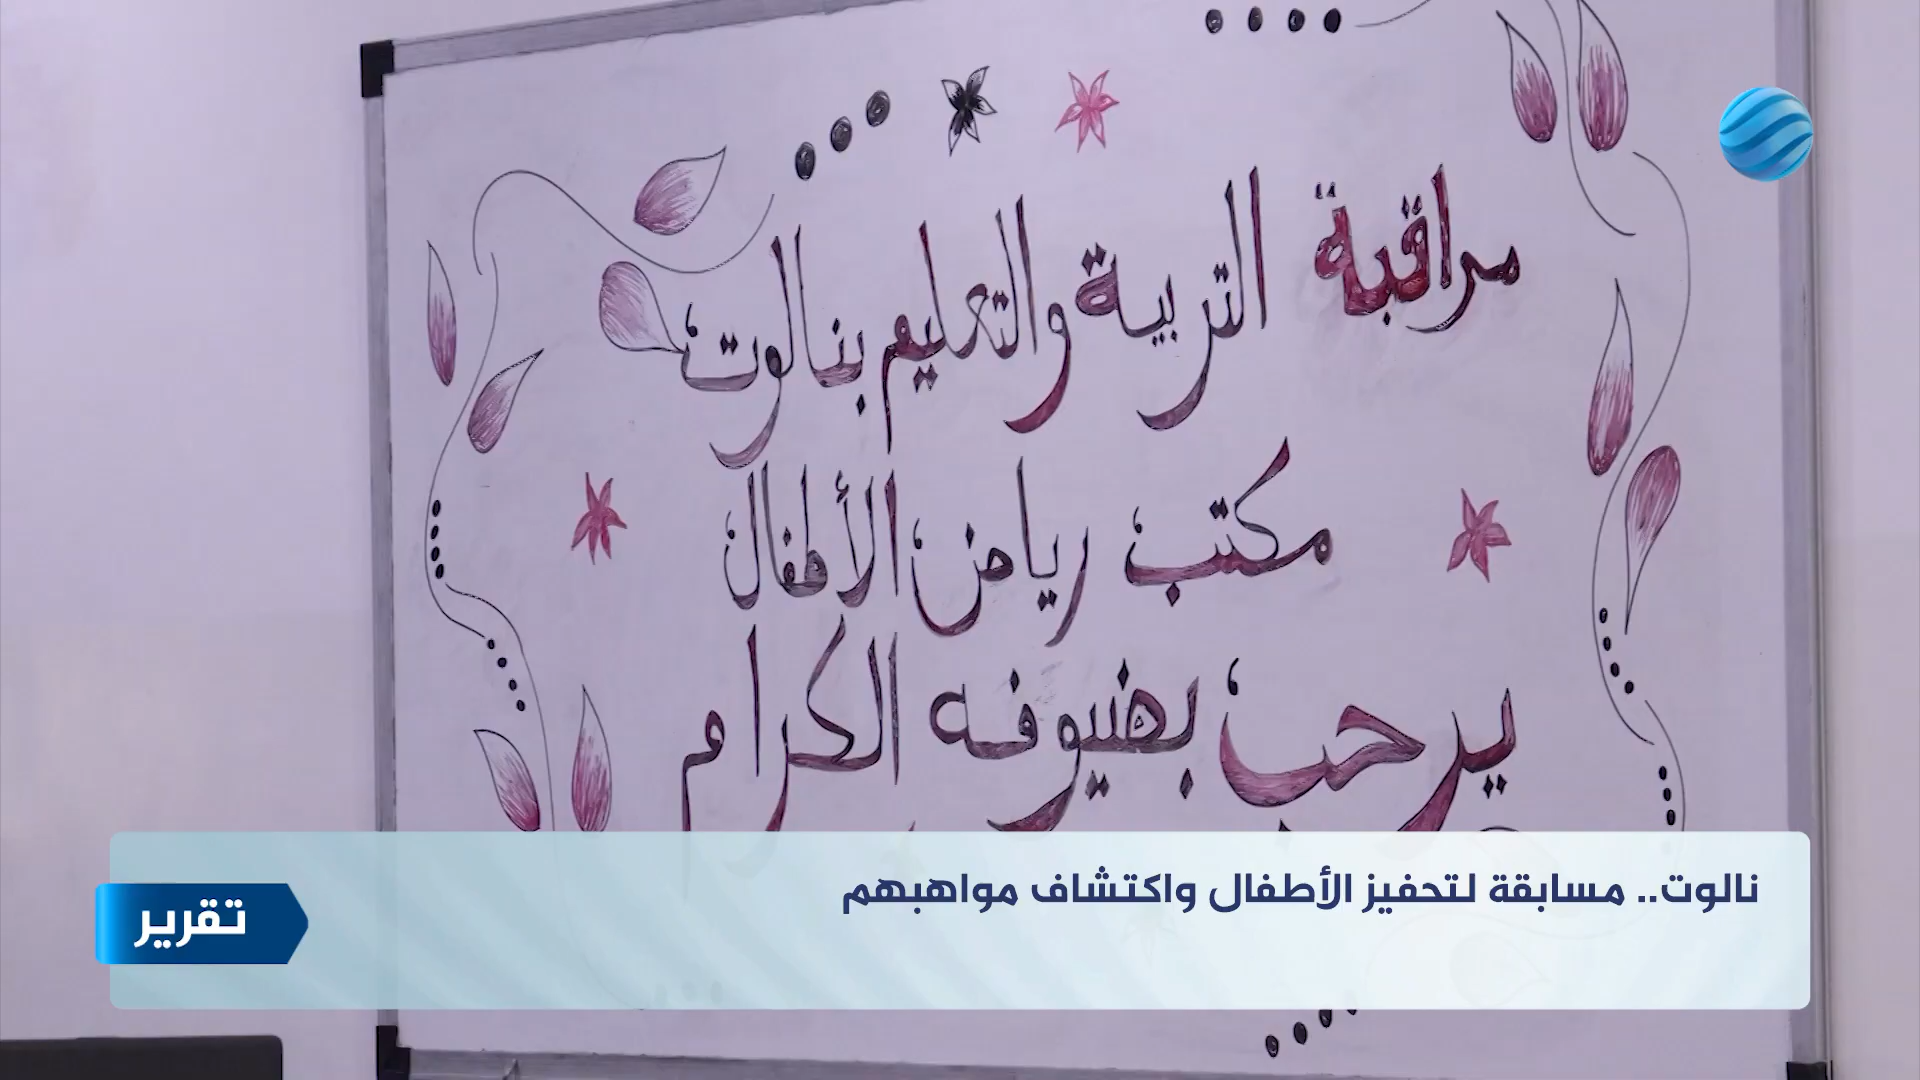 مراقبة التربية والتعليم بنالوت
مكتب رياض الأطفال
يرحب بضيوفه الكرام
نالوت.. مسابقة لتحفيز الأطفال واكتشاف مواهبهم
تقرير